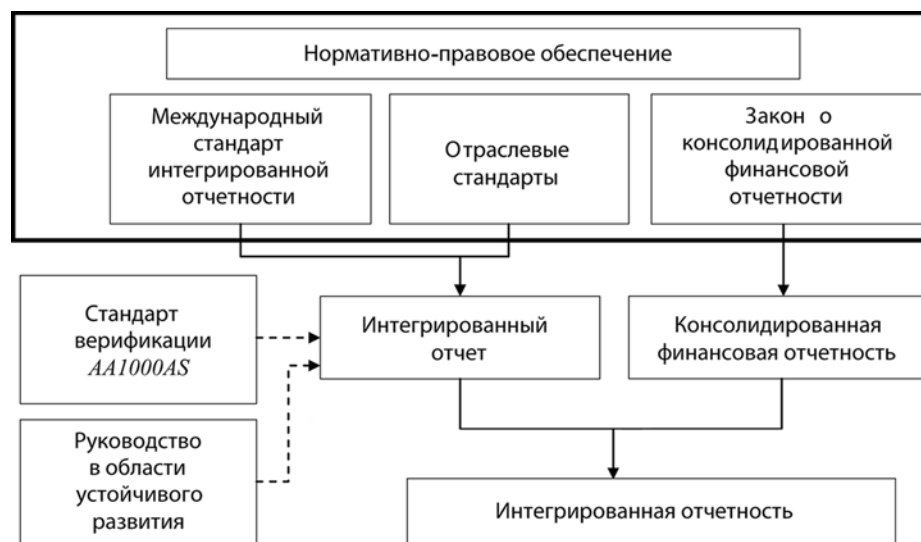 Нормативно-правовое обеспечение
Международный
стандарт
интегрированной
отчетности
Отраслевые
стандарты
Закон о
консолидированной
финансовой
отчетности
Стандарт
верификации
AA1000AS
Интегрированный
отчет
Консолидированная
финансовая отчетность
Руководство
в области
устойчивого
развития
Интегрированная отчетность